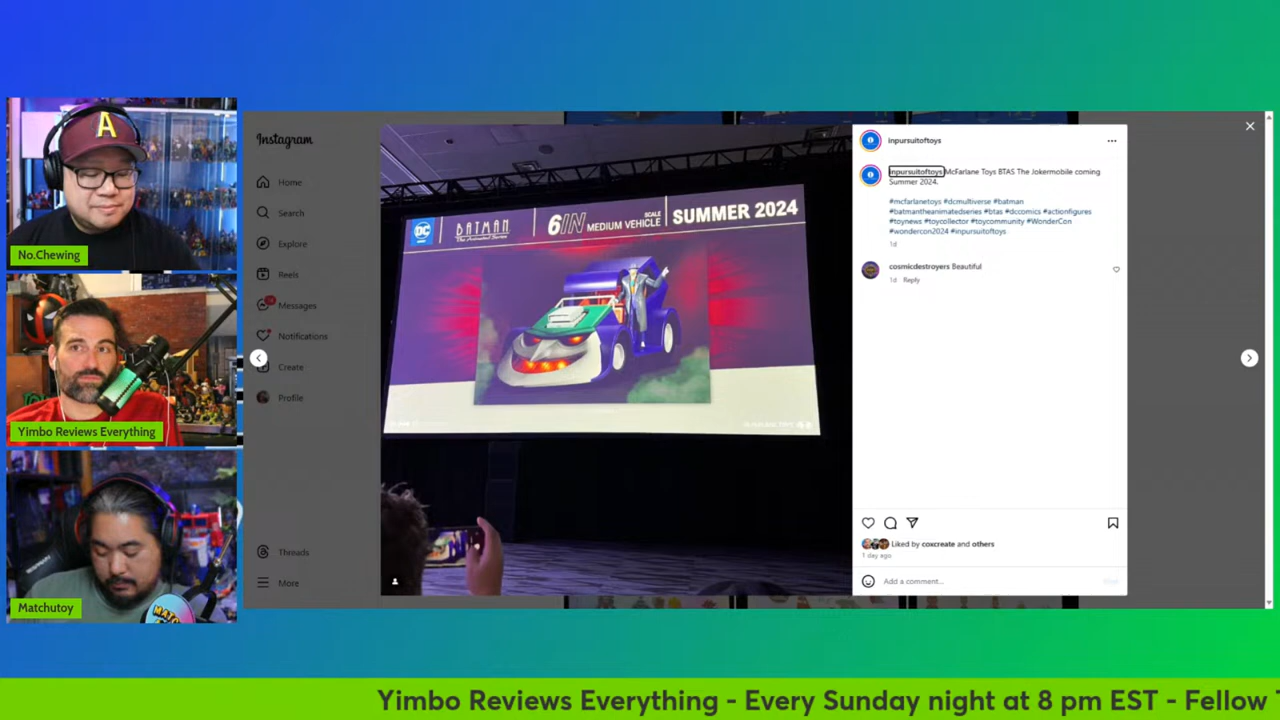 A
No.Chewing
Yimbo Reviews Everything
Matchutoy
Instagram
Home
Search
Explore
Reels
Messages
Notifications
Create
Profile
Threads
More
DC
BATMAN
The Animated Series
6IN SCALE MEDIUM VEHICLE
SUMMER 2024
inpursuitoftoys
inpursuitoftoys McFarlane Toys BTAS The Jokermobile coming
Summer 2024.
#mcfarlanetoys #dcmultiverse #batman
#batmantheanimatedseries #btas #dccomics #actionfigures
#toynews #toycollector #toycommunity #WonderCon
#wondercon2024 #inpursuitoftoys
1d
cosmicdestroyers Beautiful
1d Reply
Liked by coxcreate and others
1 day ago
Add a comment...
Yimbo Reviews Everything - Every Sunday night at 8 pm EST - Fellow